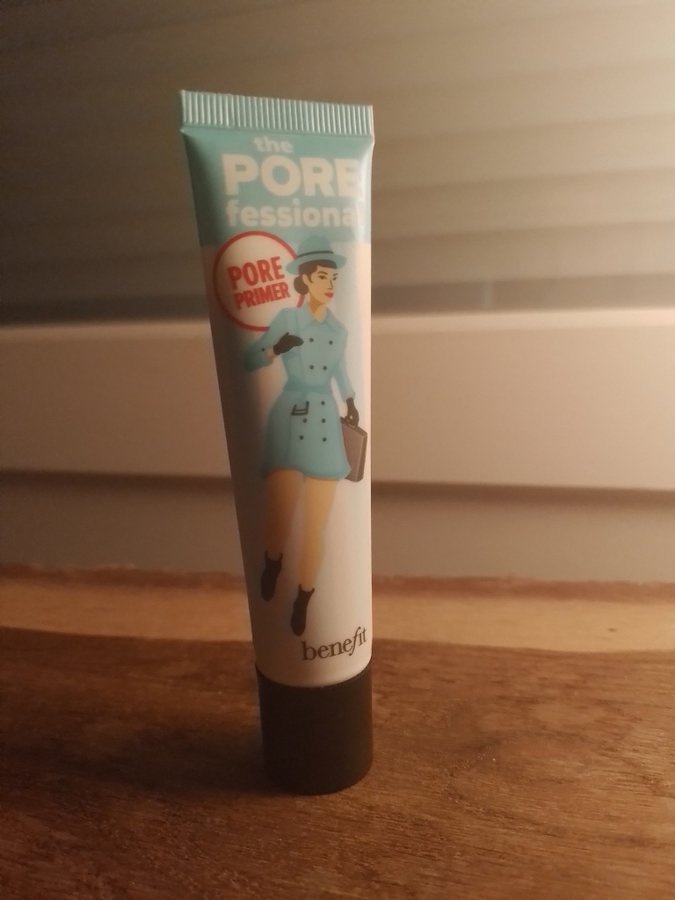 the
PORE
fessional
PORE
PRIMER
benefit